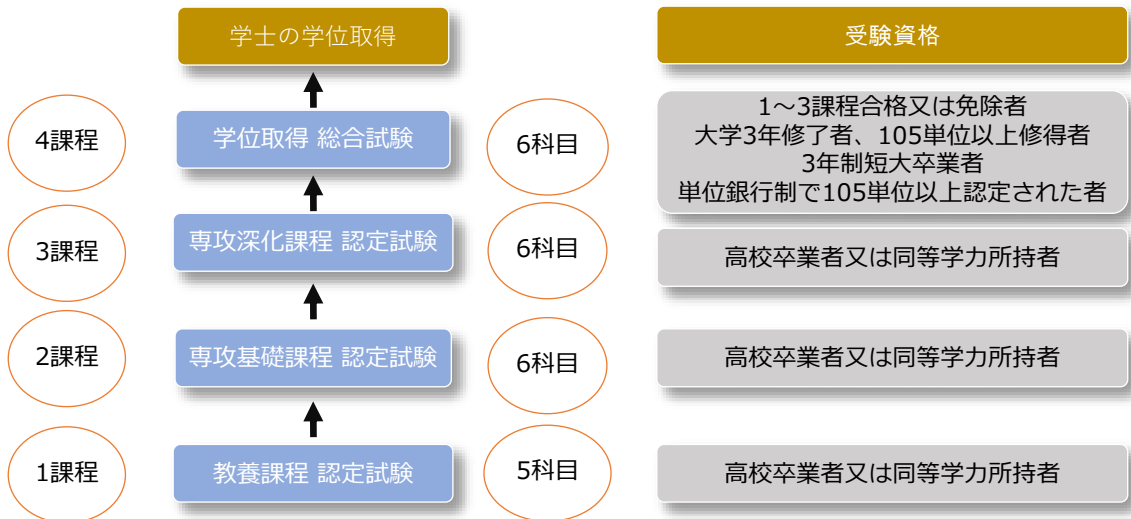 学士の学位取得
受験資格
4課程
学位取得 総合試験
6科目
1～3課程合格又は免除者
大学3年修了者、105単位以上修得者
3年制短大卒業者
単位銀行制で105単位以上認定された者
3課程
専攻深化課程 認定試験
6科目
高校卒業者又は同等学力所持者
2課程
専攻基礎課程 認定試験
6科目
高校卒業者又は同等学力所持者
1課程
教養課程 認定試験
5科目
高校卒業者又は同等学力所持者